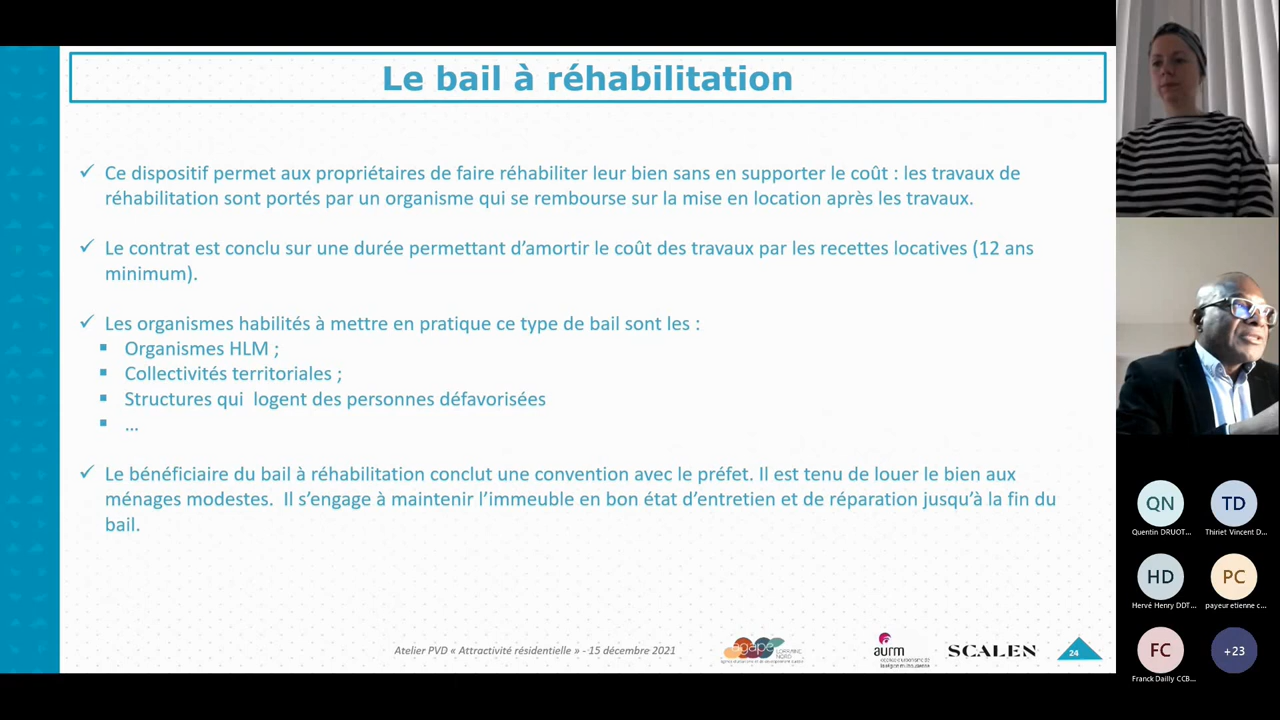 Le bail à réhabilitation
✓ Ce dispositif permet aux propriétaires de faire réhabiliter leur bien sans en supporter le coût : les travaux de
réhabilitation sont portés par un organisme qui se rembourse sur la mise en location après les travaux.
✓ Le contrat est conclu sur une durée permettant d’amortir le coût des travaux par les recettes locatives (12 ans
minimum).
✓ Les organismes habilités à mettre en pratique ce type de bail sont les :
▪ Organismes HLM ;
▪ Collectivités territoriales ;
▪ Structures qui  logent des personnes défavorisées
▪ …
✓ Le bénéficiaire du bail à réhabilitation conclut une convention avec le préfet. Il est tenu de louer le bien aux
ménages modestes.  Il s’engage à maintenir l’immeuble en bon état d’entretien et de réparation jusqu’à la fin du
bail.
Atelier PVD « Attractivité résidentielle » - 15 décembre 2021
agape LORRAINE NORD
aurm
SCALEN
24
QN
Quentin DRUOT...
TD
Thiriet Vincent D...
HD
Hervé Henry DDT...
PC
payeur etienne c...
FC
Franck Dailly CCB...
+23